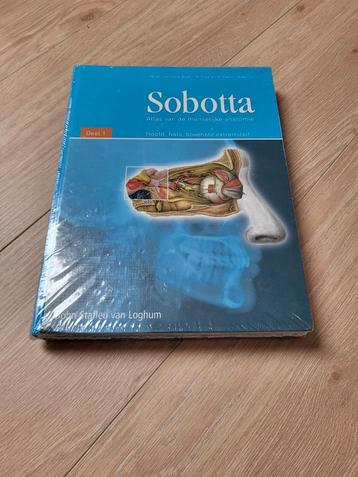 Sobotta
Atlas van de menselijke anatomie
Deel 1
Hoofd, hals, bovenste extremiteit
Bohn Stafleu van Loghum